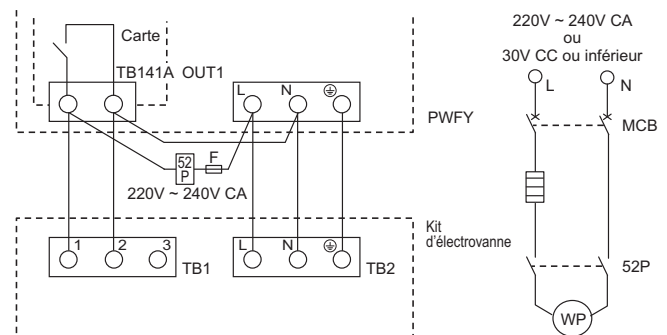 Carte
TB141A OUT1
L N
PWFY
52
P
F
220V ~ 240V CA
1 2 3
TB1
L N
TB2
Kit
d'électrovanne
220V ~ 240V CA
ou
30V CC ou inférieur
L N
MCB
52P
WP